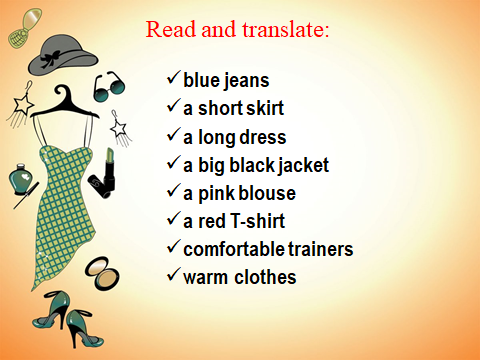 Read and translate:
✓ blue jeans
✓ a short skirt
✓ a long dress
✓ a big black jacket
✓ a pink blouse
✓ a red T-shirt
✓ comfortable trainers
✓ warm clothes